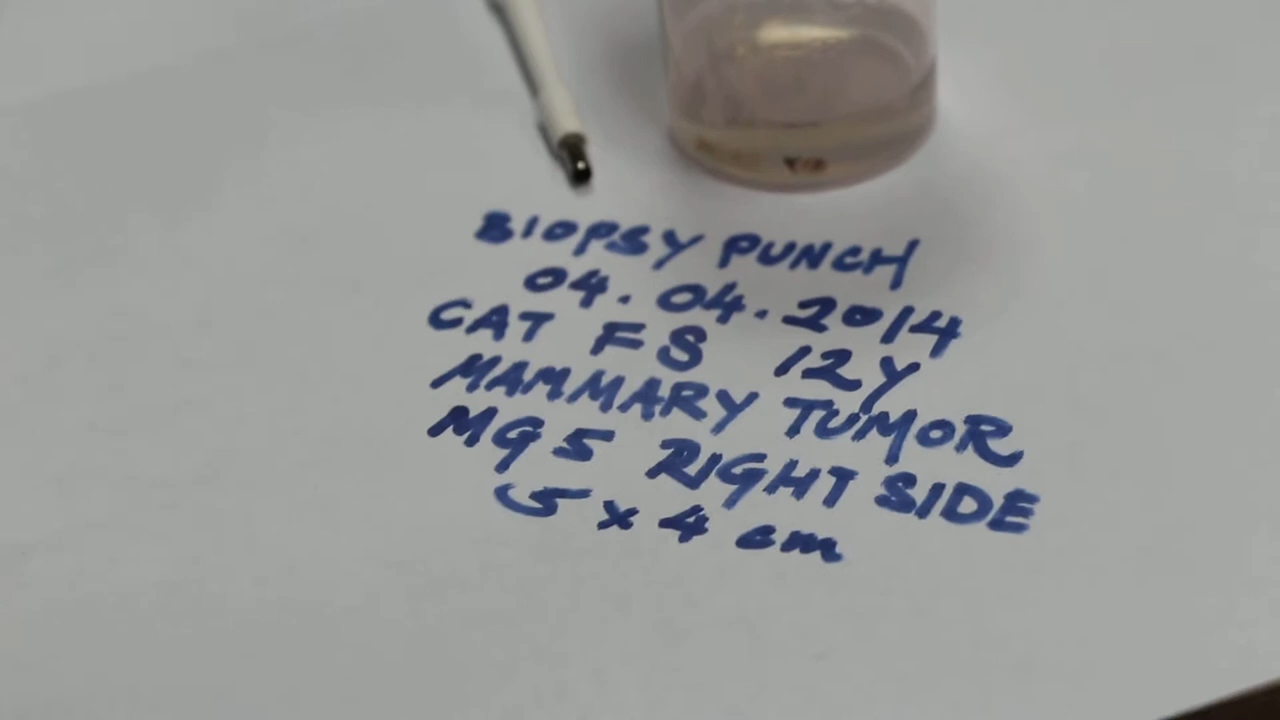 BIOPSY PUNCH
04.04.2014
CAT FS 12Y
MAMMARY TUMOR
MG5 RIGHT SIDE
5 x 4 cm